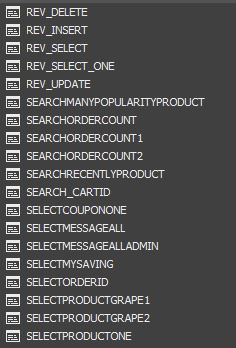 REV_DELETE
REV_INSERT
REV_SELECT
REV_SELECT_ONE
REV_UPDATE
SEARCHMANYPOPULARITYPRODUCT
SEARCHORDERCOUNT
SEARCHORDERCOUNT1
SEARCHORDERCOUNT2
SEARCHRECENTLYPRODUCT
SEARCH_CARTID
SELECTCOUPONONE
SELECTMESSAGEALL
SELECTMESSAGEALLADMIN
SELECTMYSAVING
SELECTORDERID
SELECTPRODUCTGRAPE1
SELECTPRODUCTGRAPE2
SELECTPRODUCTONE